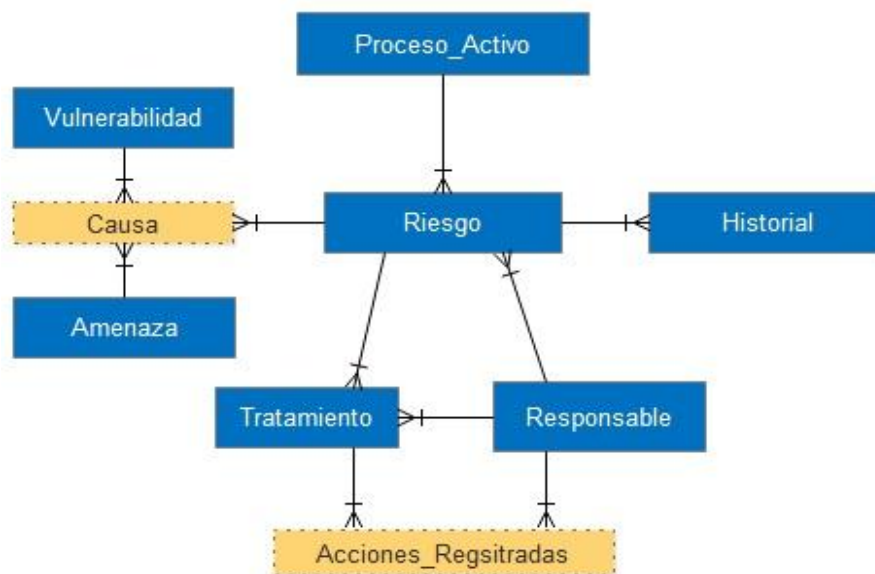 Proceso_Activo
Vulnerabilidad
Causa
Riesgo
Historial
Amenaza
Tratamiento
Responsable
Acciones_Regsitradas